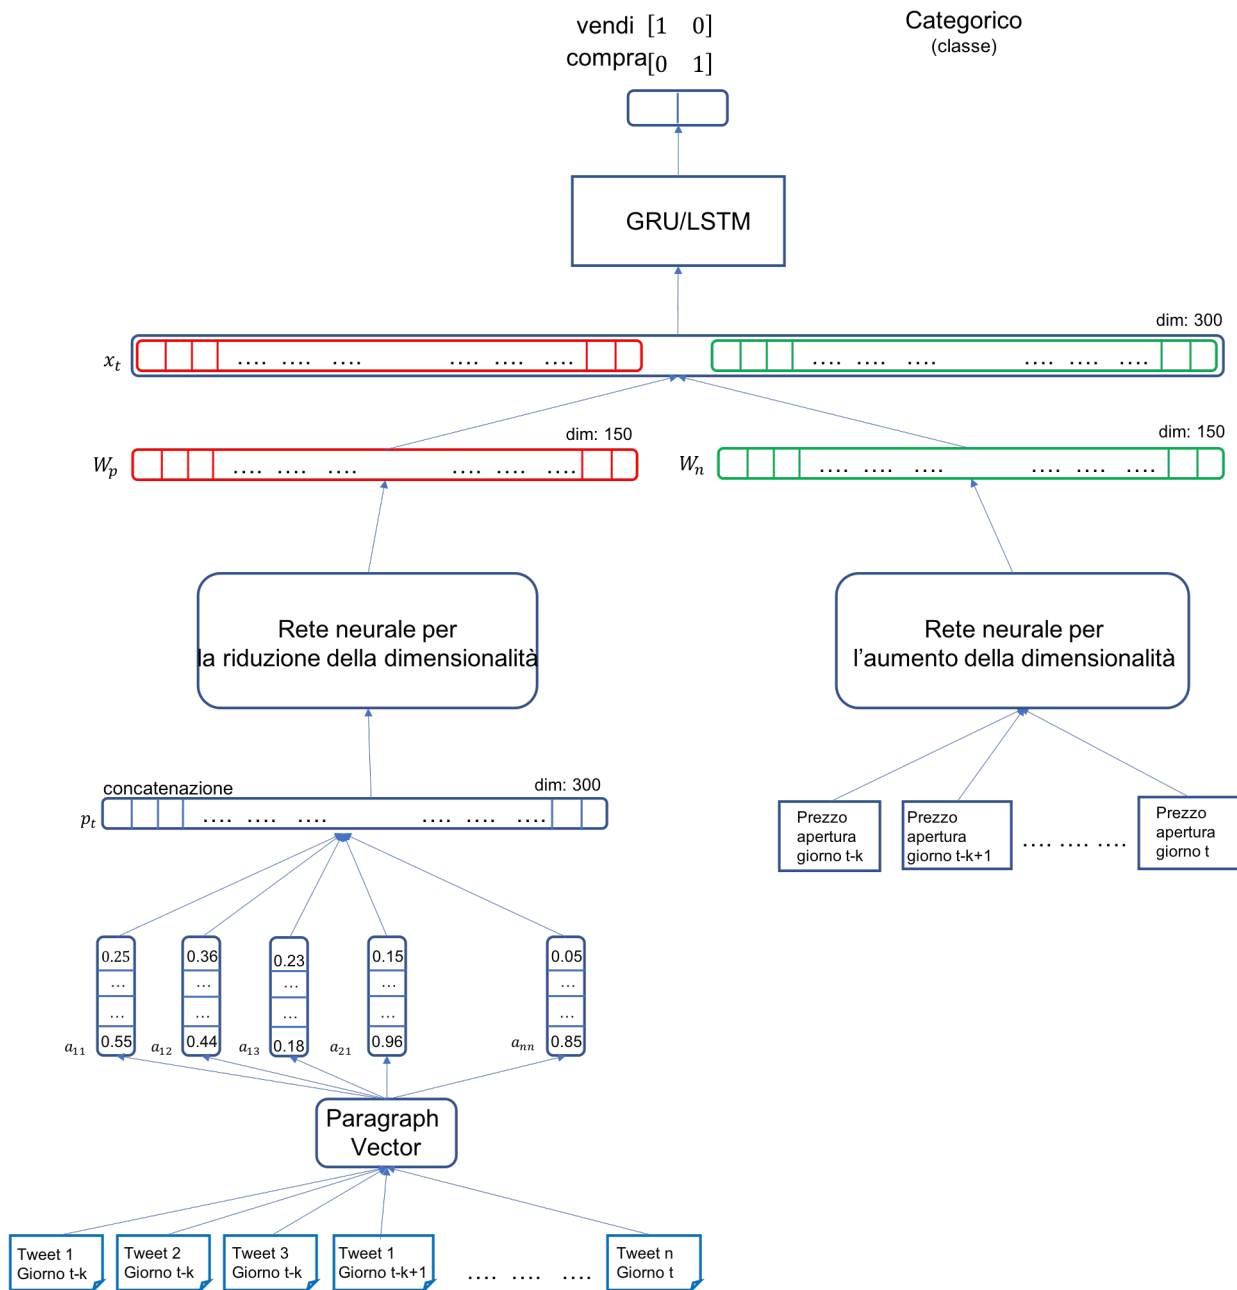 vendi [1 0]
compra [0 1]
Categorico
(classe)
GRU/LSTM
dim: 300
x_t
.... .... .... .... .... ....
.... .... .... .... .... ....
dim: 150
W_p
.... .... .... .... .... ....
dim: 150
W_n
.... .... .... .... .... ....
Rete neurale per
la riduzione della dimensionalità
Rete neurale per
l'aumento della dimensionalità
concatenazione
dim: 300
p_t
.... .... .... .... .... ....
Prezzo
apertura
giorno t-k
Prezzo
apertura
giorno t-k+1
.... .... ....
Prezzo
apertura
giorno t
0.25
...
...
0.55
a_11
0.36
...
...
0.44
a_12
0.23
...
...
0.18
a_13
0.15
...
...
0.96
a_21
0.05
...
...
0.85
a_nn
Paragraph
Vector
Tweet 1
Giorno t-k
Tweet 2
Giorno t-k
Tweet 3
Giorno t-k
Tweet 1
Giorno t-k+1
.... .... ....
Tweet n
Giorno t